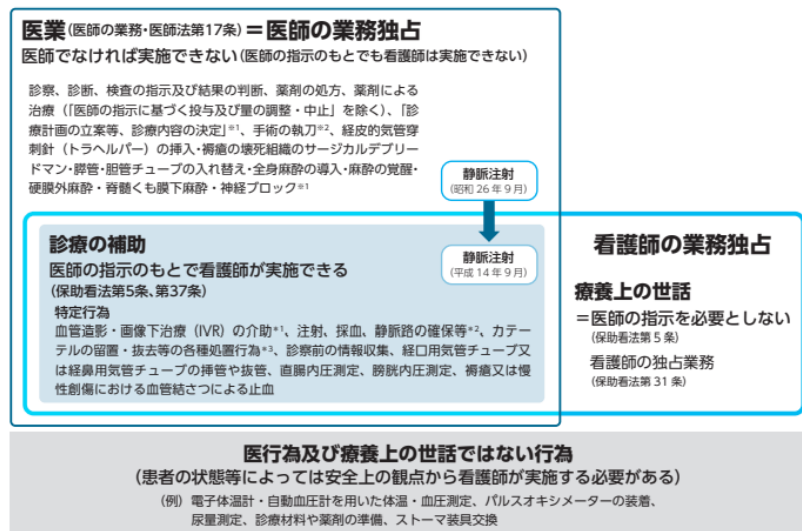 医業(医師の業務・医師法第17条)＝医師の業務独占
医師でなければ実施できない(医師の指示のもとでも看護師は実施できない)
診察、診断、検査の指示及び結果の判断、薬剤の処方、薬剤による
治療（「医師の指示に基づく投与及び量の調整・中止」を除く）、「診
療計画の立案等、診療内容の決定」※1、手術の執刀※2、経皮的気管穿
刺針（トラヘルパー）の挿入・褥瘡の壊死組織のサージカルデブリー
ドマン・膵管・胆管チューブの入れ替え・全身麻酔の導入・麻酔の覚醒・
硬膜外麻酔・脊髄くも膜下麻酔・神経ブロック※1
静脈注射
(昭和 26 年 9 月)
静脈注射
(平成 14 年 9 月)
診療の補助
医師の指示のもとで看護師が実施できる
(保助看法第5条、第37条)
特定行為
血管造影・画像下治療（IVR）の介助※1、注射、採血、静脈路の確保等※2、カテー
テルの留置・抜去等の各種処置行為※3、診察前の情報収集、経口用気管チューブ又
は経鼻用気管チューブの挿管や抜管、直腸内圧測定、膀胱内圧測定、褥瘡又は慢
性創傷における血管結さつによる止血
看護師の業務独占
療養上の世話
＝医師の指示を必要としない
(保助看法第 5 条)
看護師の独占業務
(保助看法第 31 条)
医行為及び療養上の世話ではない行為
(患者の状態等によっては安全上の観点から看護師が実施する必要がある)
(例) 電子体温計・自動血圧計を用いた体温・血圧測定、パルスオキシメーターの装着、
尿量測定、診療材料や薬剤の準備、ストーマ装具交換